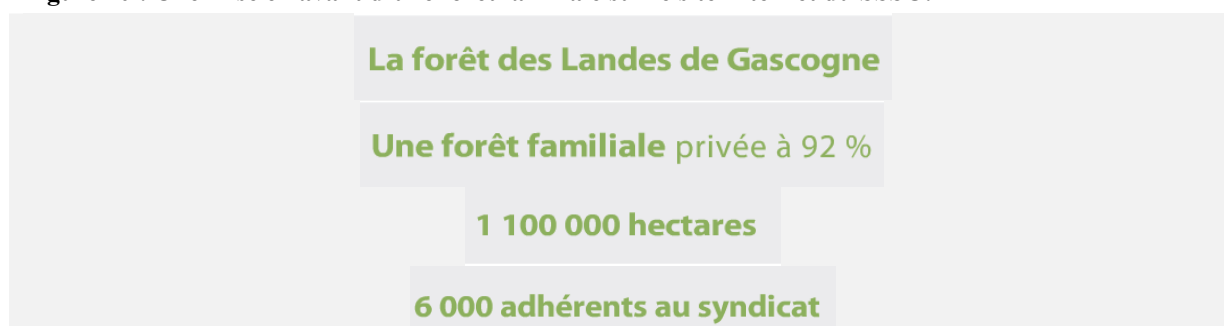 La forêt des Landes de Gascogne
Une forêt familiale privée à 92 %
1 100 000 hectares
6 000 adhérents au syndicat